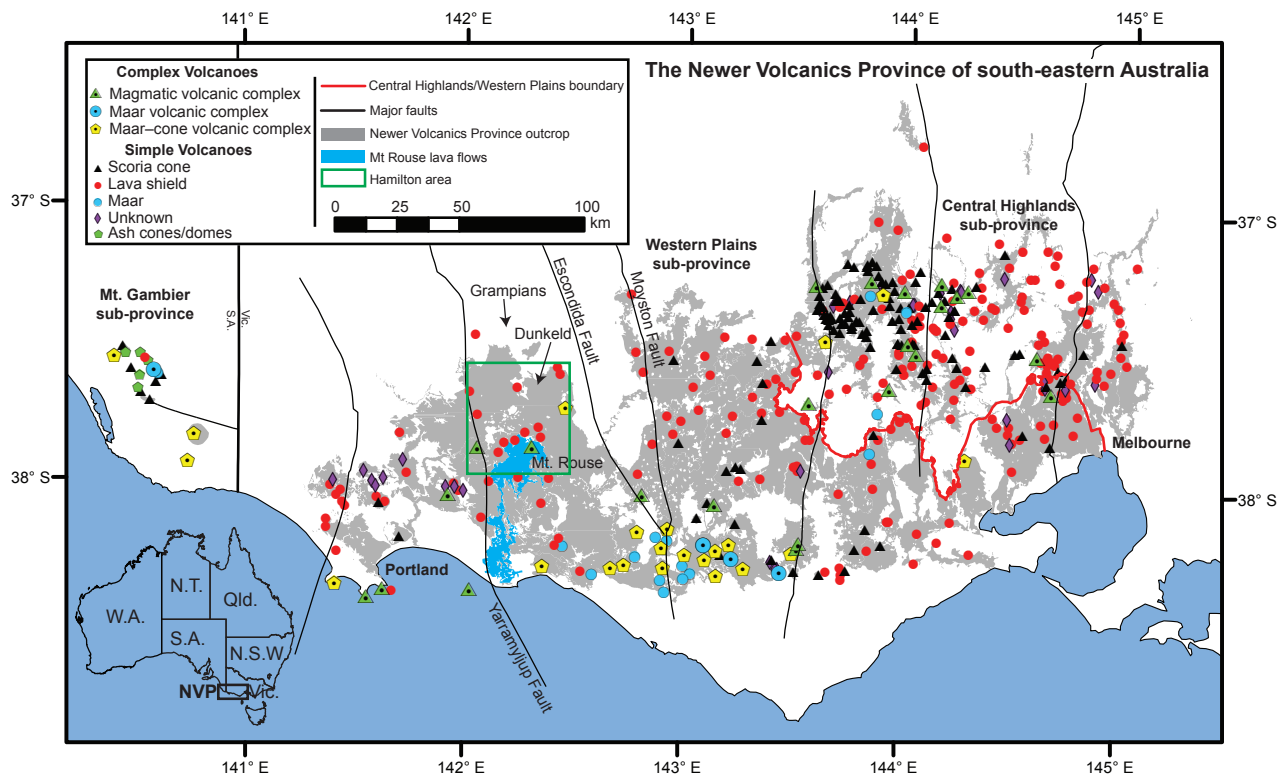 141° E
142° E
143° E
144° E
145° E
The Newer Volcanics Province of south-eastern Australia
Complex Volcanoes
Magmatic volcanic complex
Maar volcanic complex
Maar–cone volcanic complex
Simple Volcanoes
Scoria cone
Lava shield
Maar
Unknown
Ash cones/domes
Central Highlands/Western Plains boundary
Major faults
Newer Volcanics Province outcrop
Mt Rouse lava flows
Hamilton area
0 25 50 100
km
37° S
37° S
Central Highlands
sub-province
Western Plains
sub-province
Mt. Gambier
sub-province
Vic.
S.A.
Grampians
Dunkeld
Escondida Fault
Moyston Fault
Mt. Rouse
Melbourne
38° S
38° S
Portland
Yarramyljup Fault
W.A.
N.T.
Qld.
S.A.
N.S.W
NVP
Vic.
141° E
142° E
143° E
144° E
145° E